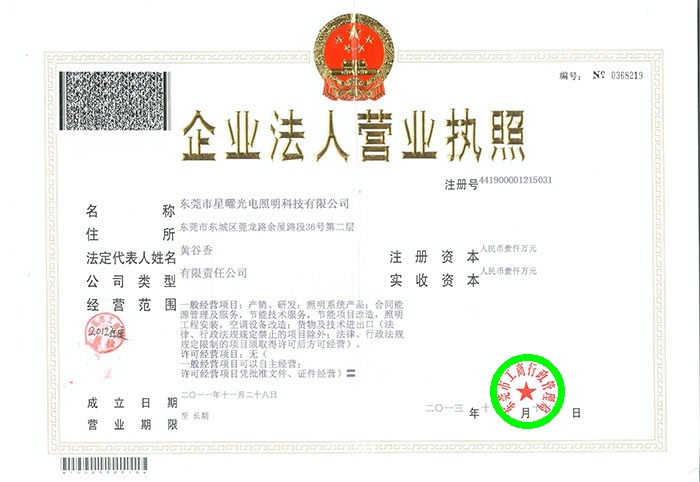 编号： № 0368219
企业法人营业执照
注册号 441900001215031
名称 东莞市星曜光电照明科技有限公司
住所 东莞市东城区莞龙路余屋路段36号第二层
法定代表人姓名 黄谷香
注册资本 人民币壹仟万元
公司类型 有限责任公司
实收资本 人民币壹仟万元
经营范围 一般经营项目：产销、研发：照明系统产品；合同能
源管理及服务，节能技术服务，节能项目改造，照明
工程安装，空调设备改造；货物及技术进出口（法
律、行政法规规定禁止的项目除外；法律、行政法规
规定限制的项目须取得许可后方可经营）。
许可经营项目：无（
一般经营项目可以自主经营；
许可经营项目凭批准文件、证件经营）〓
2012年度
成立日期 二〇一一年十一月二十八日
营业期限 至 长期
东莞市工商行政管理局
二〇一三年 月 日